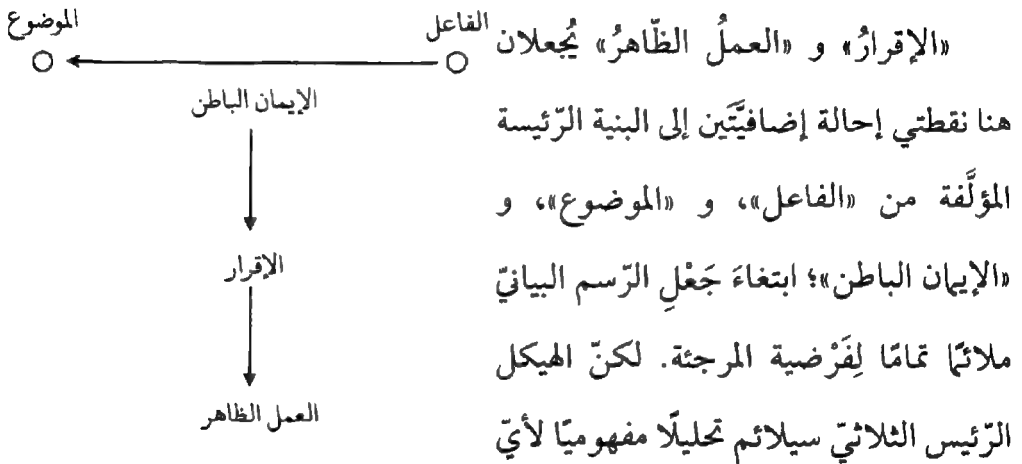 «الإقرارُ» و «العملُ الظّاهرُ» يُجعلان
هنا نقطتي إحالة إضافيَّتَين إلى البنية الرّئيسة
المؤلَّفة من «الفاعل»، و «الموضوع»، و
«الإيمان الباطن»؛ ابتغاءَ جَعْلِ الرّسم البيانيّ
ملائمًا تمامًا لِفَرْضية المرجئة. لكنّ الهيكل
الرّئيس الثلاثيّ سيلائم تحليلًا مفهوميًا لأيّ
الفاعل
الموضوع
الإيمان الباطن
الإقرار
العمل الظاهر